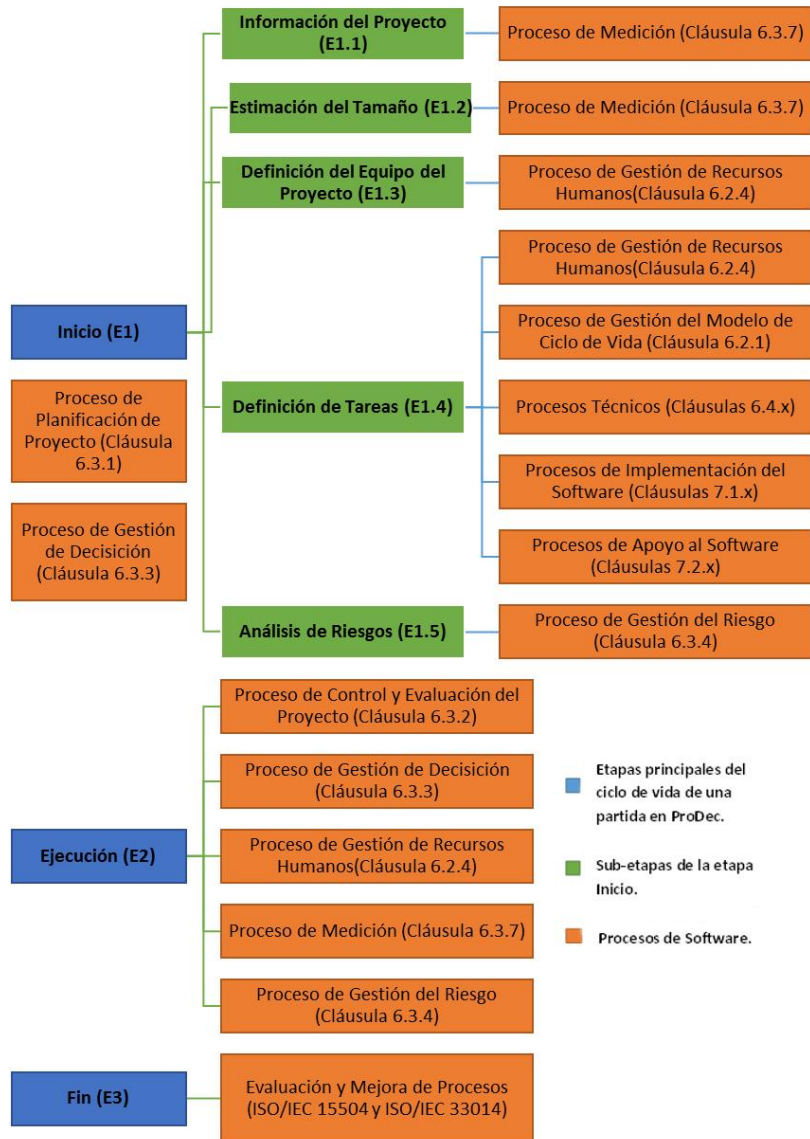 Información del Proyecto
(E1.1)
Proceso de Medición (Cláusula 6.3.7)
Estimación del Tamaño (E1.2)
Proceso de Medición (Cláusula 6.3.7)
Definición del Equipo del
Proyecto (E1.3)
Proceso de Gestión de Recursos
Humanos(Cláusula 6.2.4)
Inicio (E1)
Proceso de
Planificación de
Proyecto (Cláusula
6.3.1)
Proceso de Gestión
de Decisición
(Cláusula 6.3.3)
Definición de Tareas (E1.4)
Proceso de Gestión de Recursos
Humanos(Cláusula 6.2.4)
Proceso de Gestión del Modelo de
Ciclo de Vida (Cláusula 6.2.1)
Procesos Técnicos (Cláusulas 6.4.x)
Procesos de Implementación del
Software (Cláusulas 7.1.x)
Procesos de Apoyo al Software
(Cláusulas 7.2.x)
Análisis de Riesgos (E1.5)
Proceso de Gestión del Riesgo
(Cláusula 6.3.4)
Ejecución (E2)
Proceso de Control y Evaluación del
Proyecto (Cláusula 6.3.2)
Proceso de Gestión de Decisición
(Cláusula 6.3.3)
Proceso de Gestión de Recursos
Humanos(Cláusula 6.2.4)
Proceso de Medición (Cláusula 6.3.7)
Proceso de Gestión del Riesgo
(Cláusula 6.3.4)
Etapas principales del
ciclo de vida de una
partida en ProDec.
Sub-etapas de la etapa
Inicio.
Procesos de Software.
Fin (E3)
Evaluación y Mejora de Procesos
(ISO/IEC 15504 y ISO/IEC 33014)